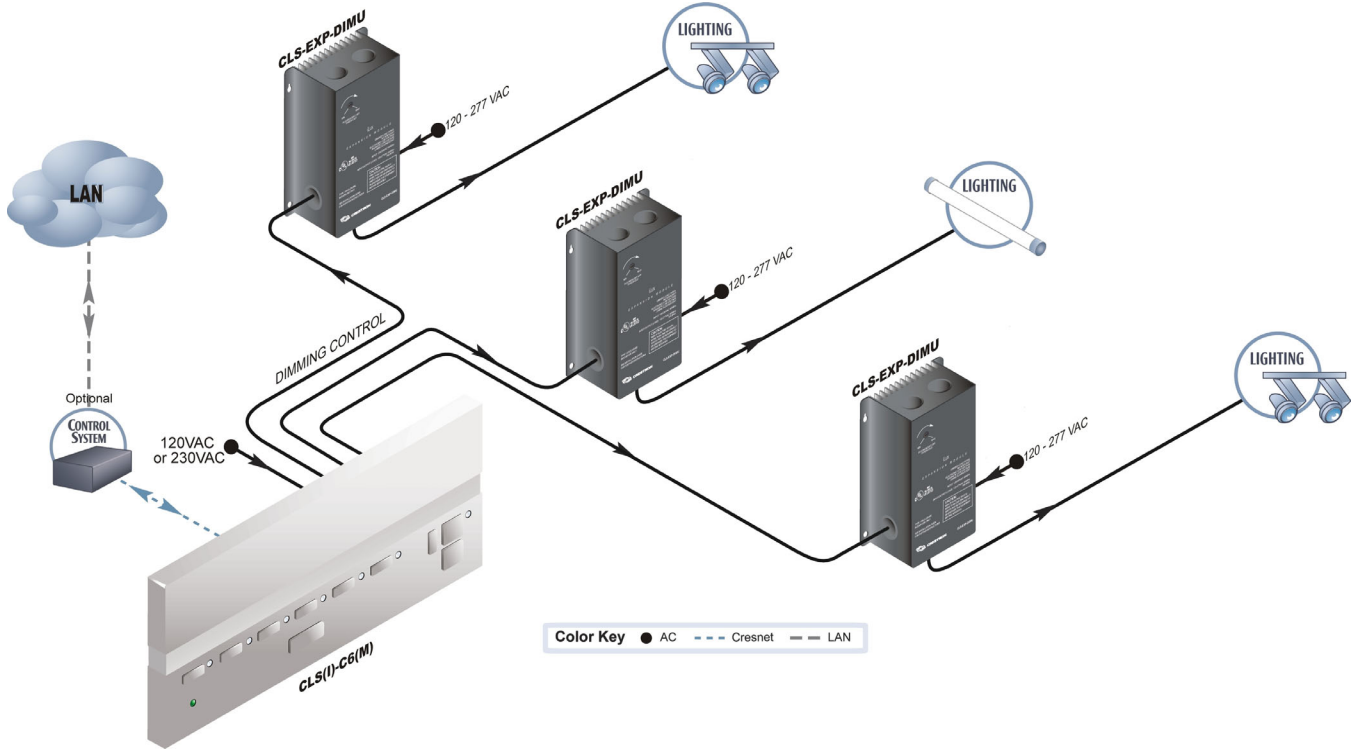 CLS-EXP-DIMU
LIGHTING
120 - 277 VAC
LAN
CLS-EXP-DIMU
LIGHTING
120 - 277 VAC
DIMMING CONTROL
CLS-EXP-DIMU
LIGHTING
Optional
CONTROL
SYSTEM
120VAC
or 230VAC
120 - 277 VAC
CLS(I)-C6(M)
Color Key AC Cresnet LAN